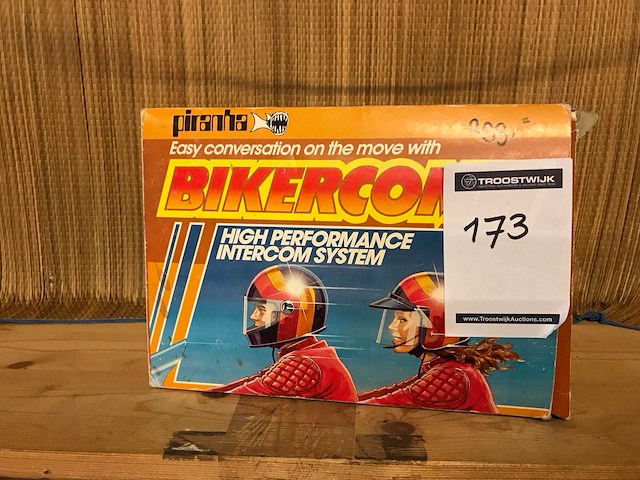 piranha
Easy conversation on the move with
BIKERCOM
HIGH PERFORMANCE
INTERCOM SYSTEM
TROOSTWIJK
173
www.TroostwijkAuctions.com